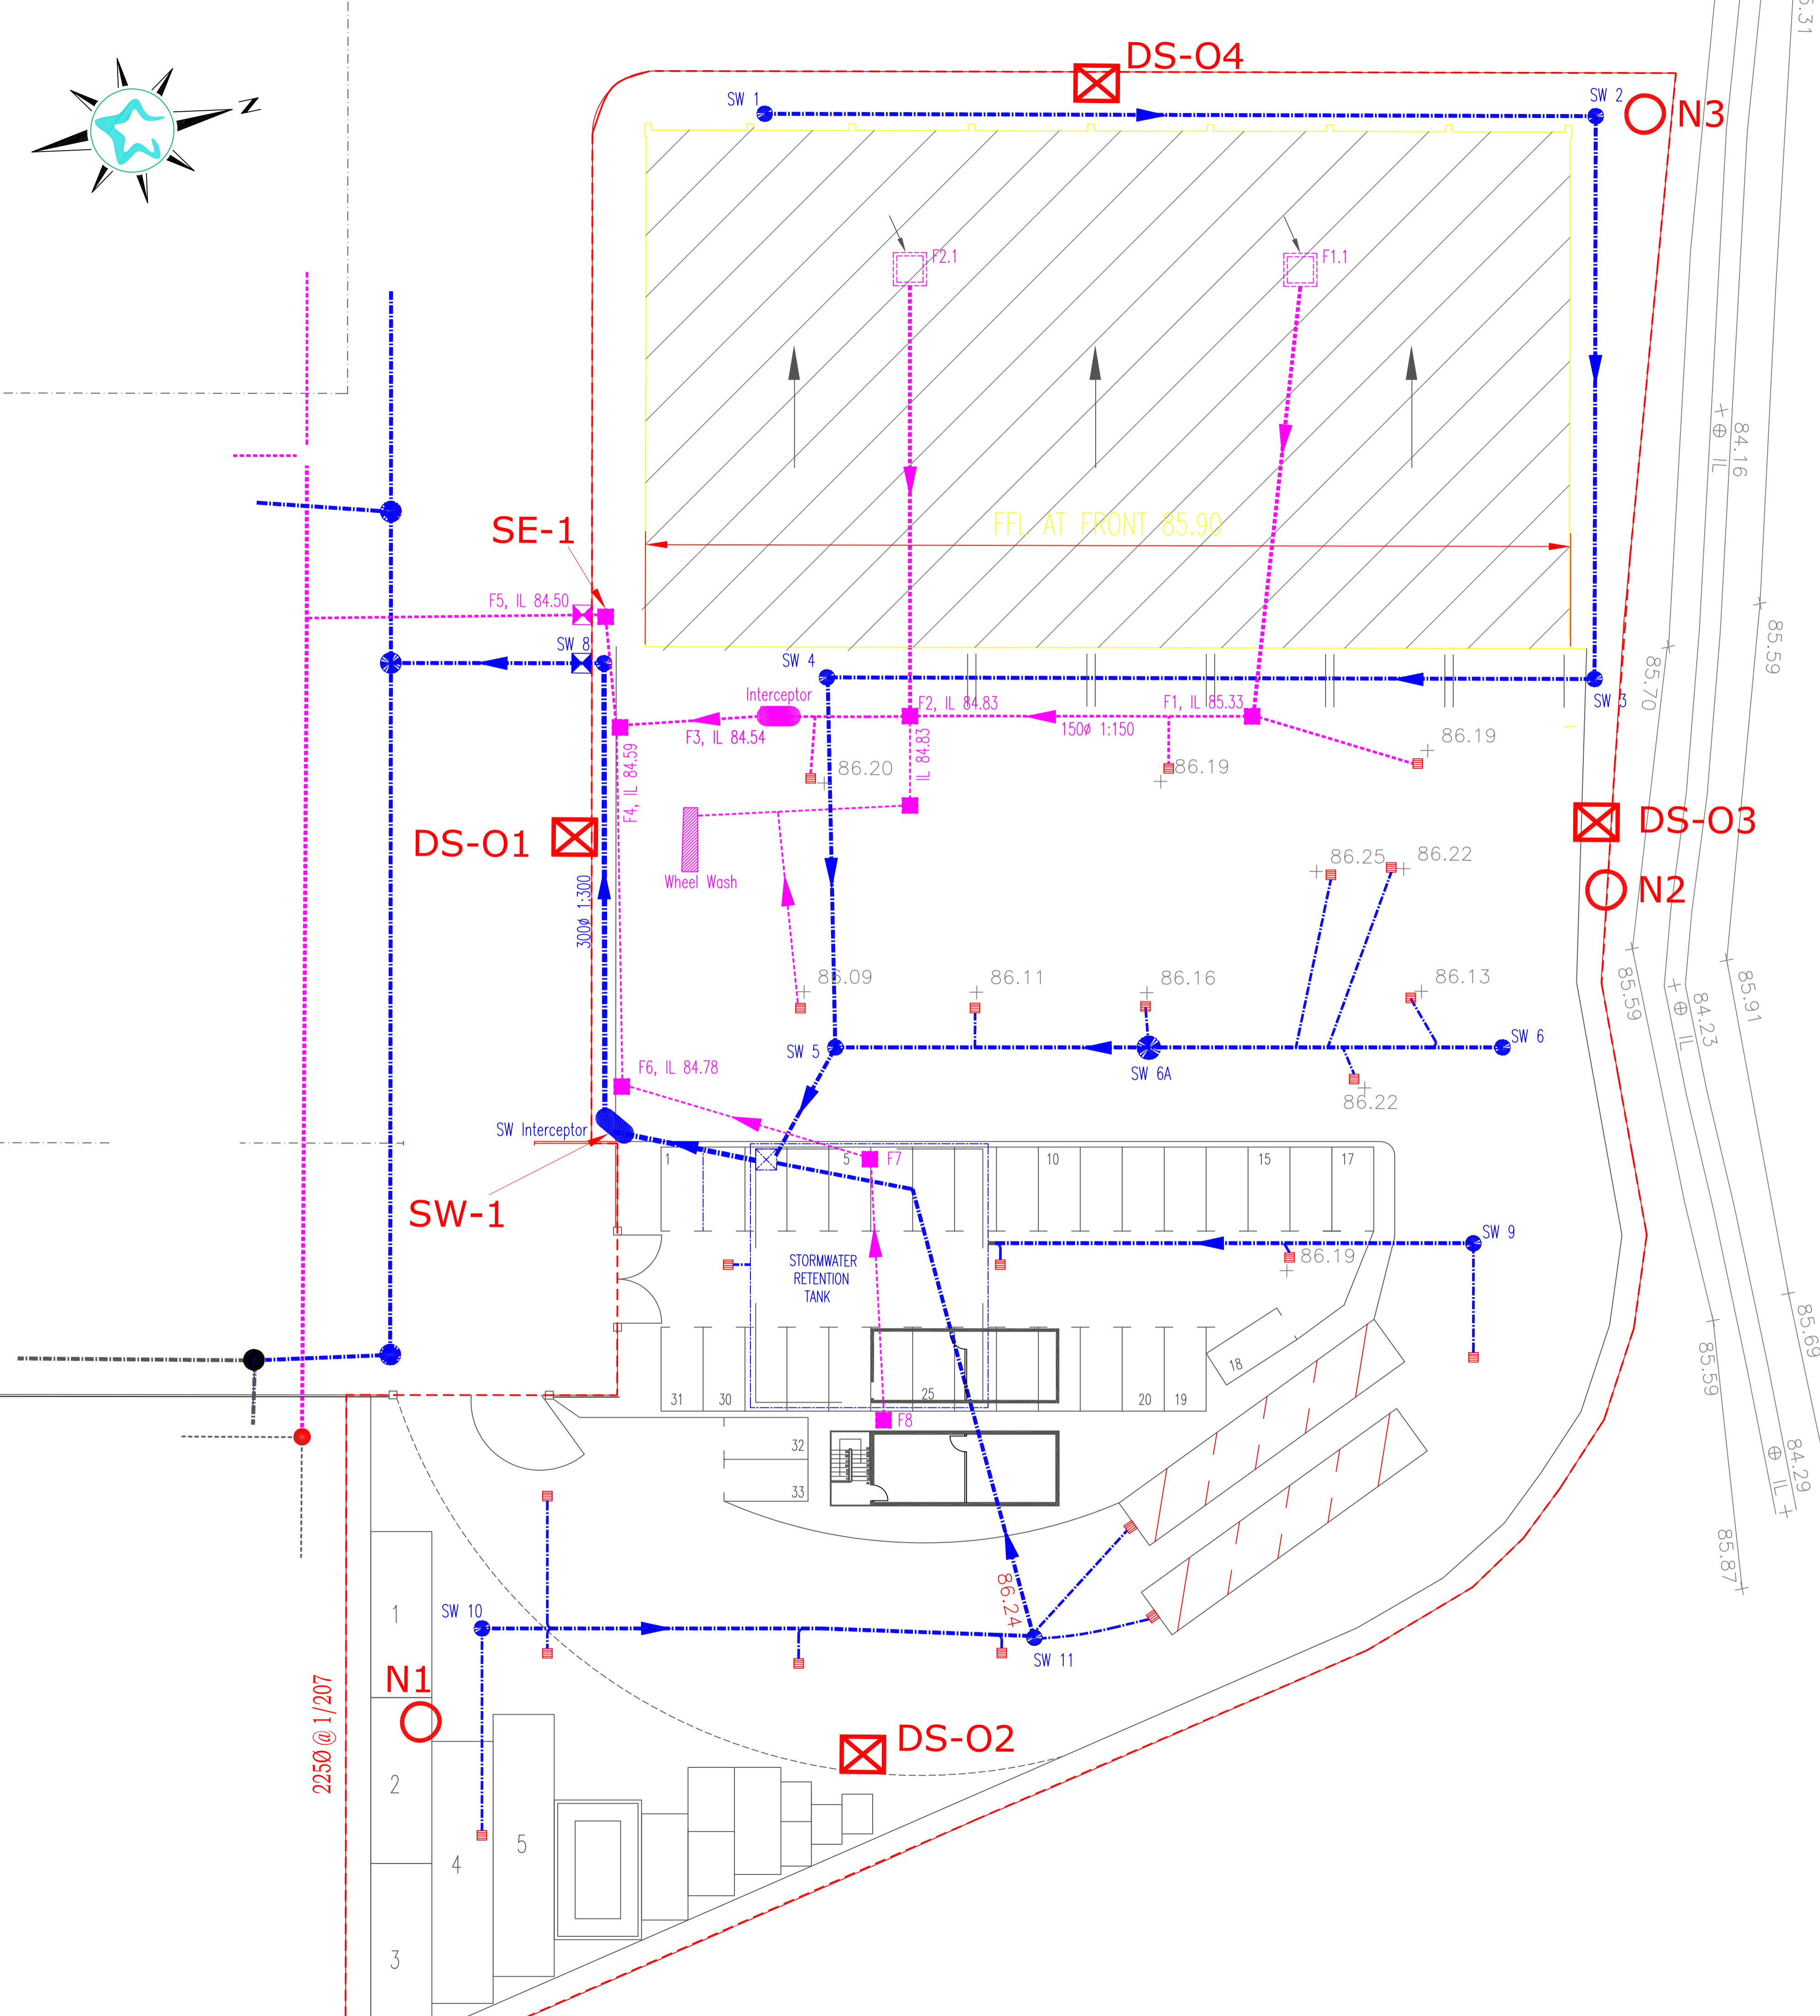 DS-O4
N
SW 1
SW 2
N3
5.31
F2.1
F1.1
84.16
IL
FFL AT FRONT 85.90
SE-1
F5, IL 84.50
SW 8
SW 4
85.59
85.70
Interceptor
F2, IL 84.83
F1, IL 85.33
SW 3
F3, IL 84.54
150ø 1:150
86.19
F4, IL 84.59
IL 84.83
86.20
86.19
DS-O1
DS-O3
Wheel Wash
86.25
86.22
N2
300ø 1:300
86.09
86.11
86.16
86.13
85.59
84.23
IL
85.91
SW 5
SW 6
SW 6A
F6, IL 84.78
86.22
SW Interceptor
1
5
F7
10
15
17
SW-1
SW 9
STORMWATER
RETENTION
TANK
86.19
85.69
85.59
18
31
30
25
20
19
F8
32
33
84.29
IL
85.87
86.24
SW 10
SW 11
1
N1
225Ø @ 1/207
DS-O2
2
5
4
3